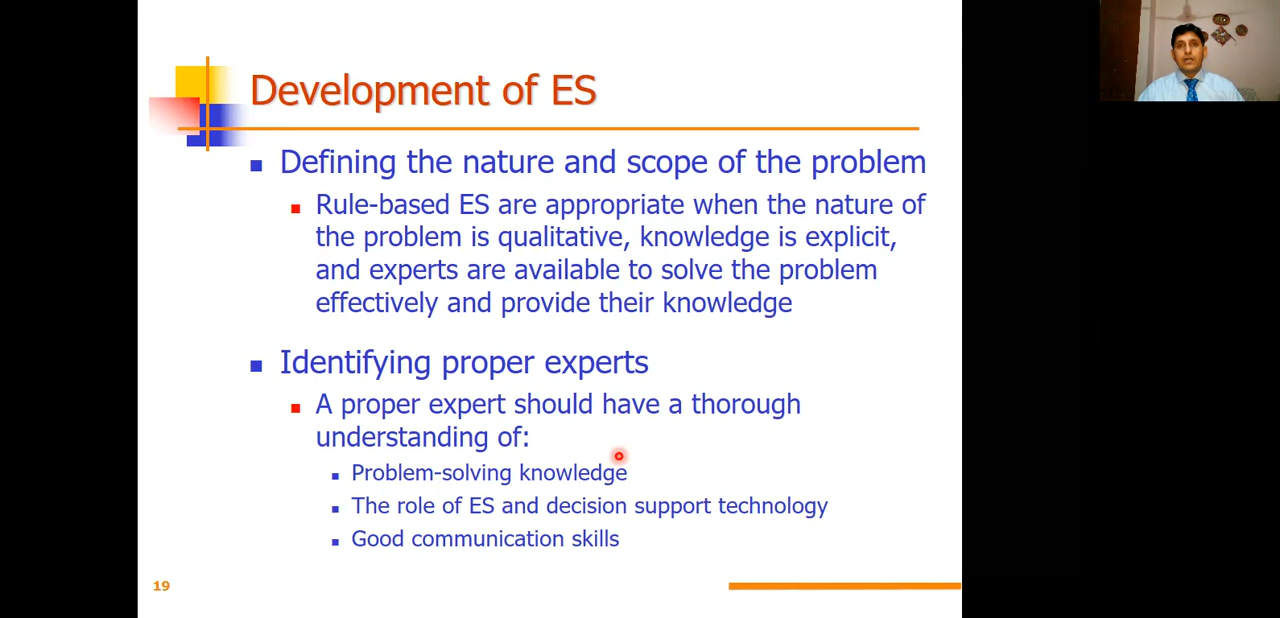 Development of ES
Defining the nature and scope of the problem
Rule-based ES are appropriate when the nature of
the problem is qualitative, knowledge is explicit,
and experts are available to solve the problem
effectively and provide their knowledge
Identifying proper experts
A proper expert should have a thorough
understanding of:
Problem-solving knowledge
The role of ES and decision support technology
Good communication skills
19